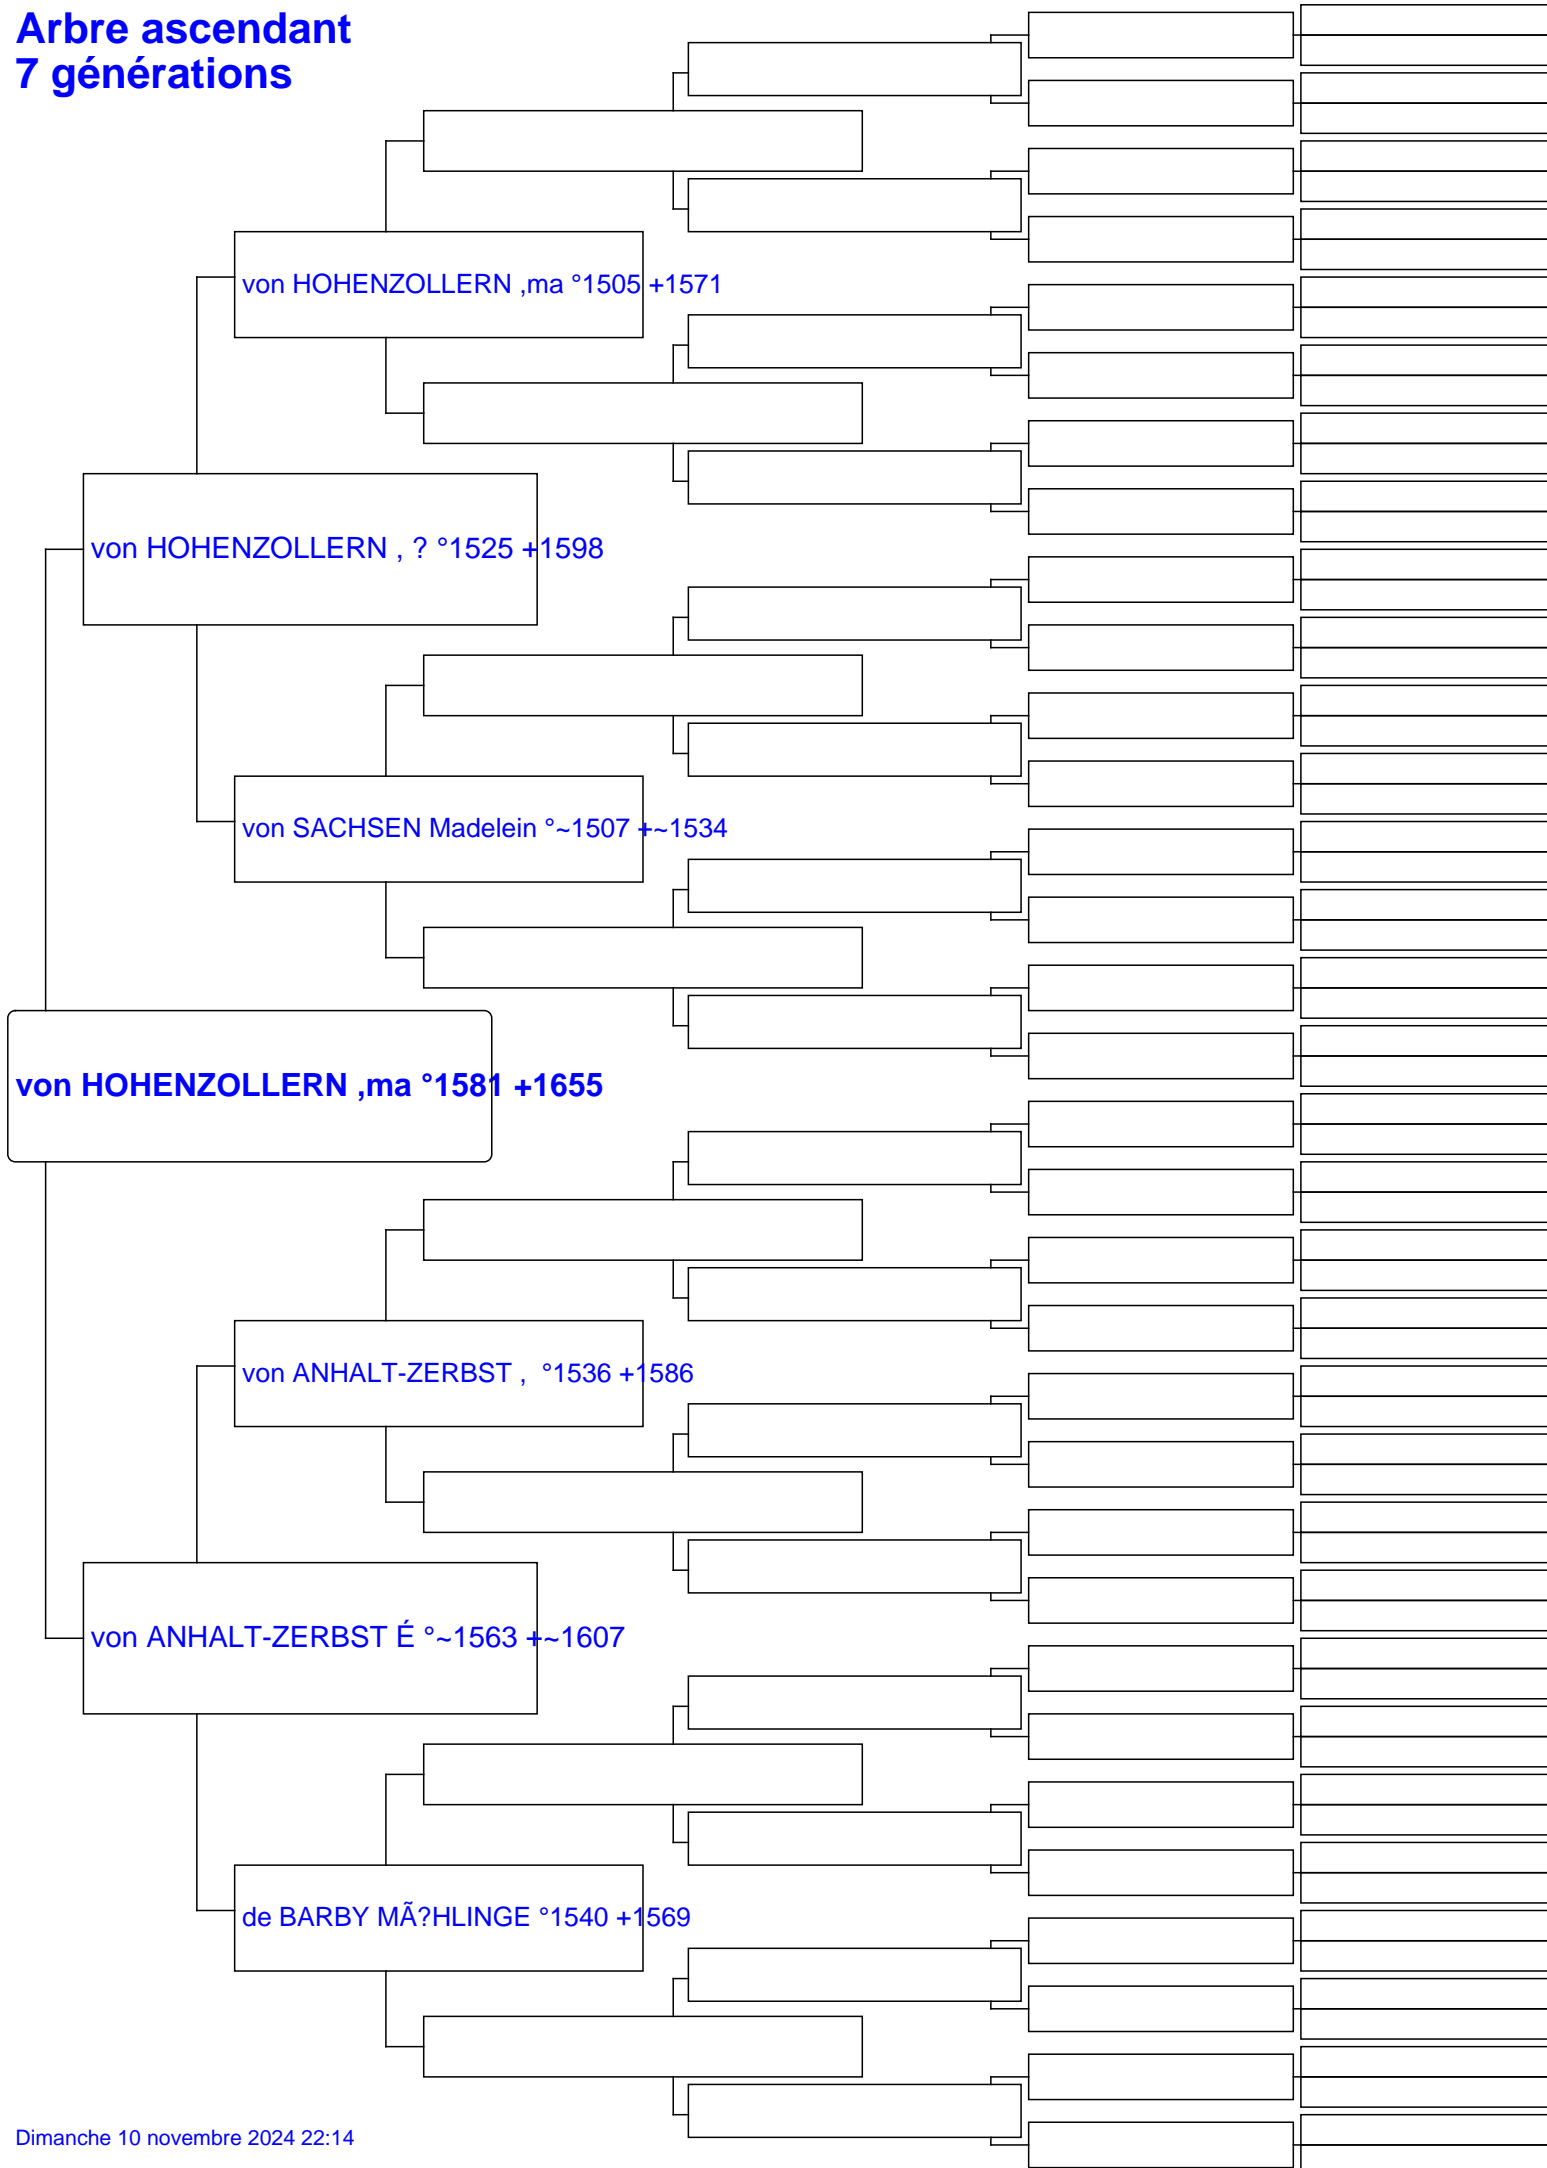 Arbre ascendant
7 générations
von HOHENZOLLERN ,ma °1505 +1571
von HOHENZOLLERN , ? °1525 +1598
von SACHSEN Madelein °~1507 +~1534
von HOHENZOLLERN ,ma °1581 +1655
von ANHALT-ZERBST ,  °1536 +1586
von ANHALT-ZERBST É °~1563 +~1607
de BARBY MÃ?HLINGE °1540 +1569
Dimanche 10 novembre 2024 22:14